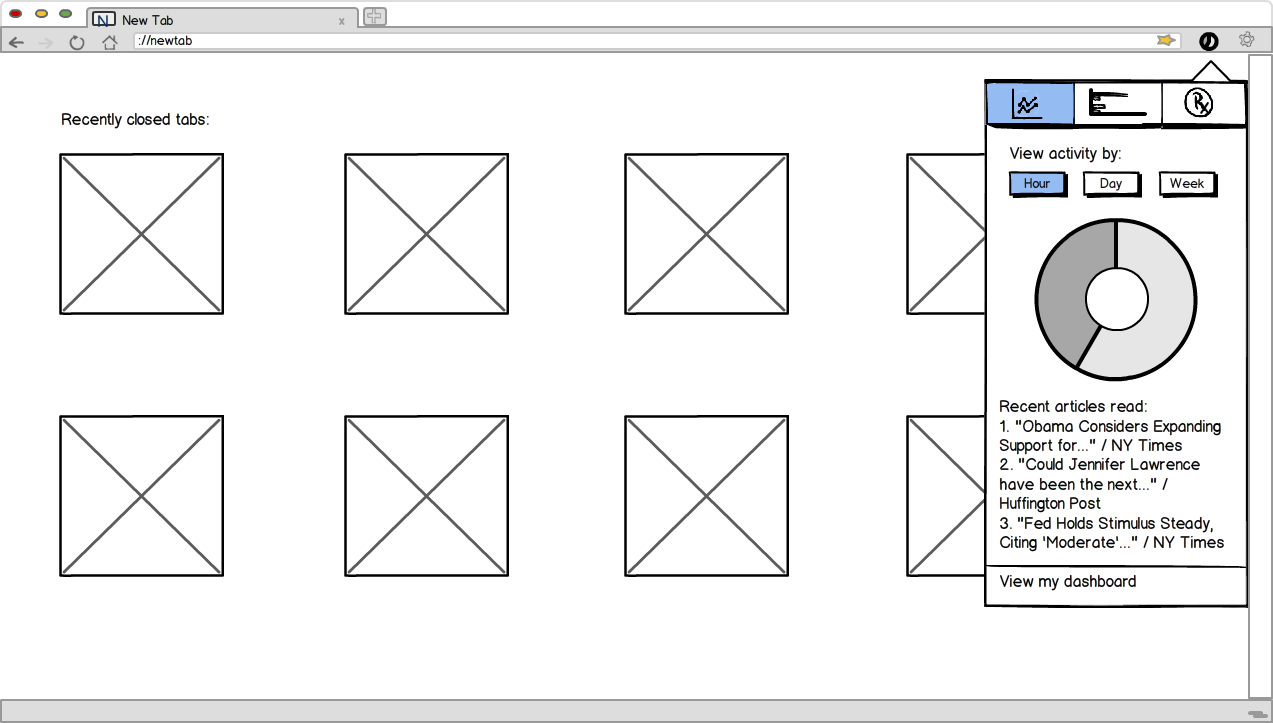 N New Tab x
://newtab
Recently closed tabs:
Rx
View activity by:
Hour Day Week
Recent articles read:
1. "Obama Considers Expanding
Support for..." / NY Times
2. "Could Jennifer Lawrence
have been the next..." /
Huffington Post
3. "Fed Holds Stimulus Steady,
Citing 'Moderate'..." / NY Times
View my dashboard